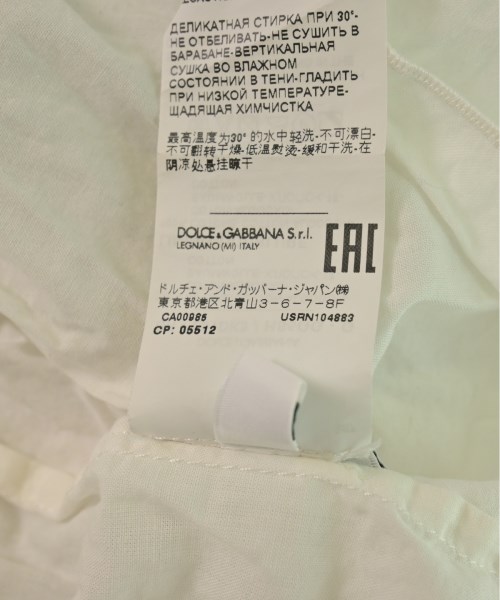 ДЕЛИКАТНАЯ СТИРКА ПРИ 30°-
НЕ ОТБЕЛИВАТЬ-НЕ СУШИТЬ В
БАРАБАНЕ-ВЕРТИКАЛЬНАЯ
СУШКА ВО ВЛАЖНОМ
СОСТОЯНИИ В ТЕНИ-ГЛАДИТЬ
ПРИ НИЗКОЙ ТЕМПЕРАТУРЕ-
ЩАДЯЩАЯ ХИМЧИСТКА
最高温度为30° 的水中轻洗-不可漂白-
不可翻转干燥-低温熨烫-缓和干洗-在
阴凉处悬挂晾干
DOLCE & GABBANA S.r.l.
LEGNANO (MI) ITALY
EAC
ドルチェ・アンド・ガッバーナ・ジャパン㈱
東京都港区北青山3-6-7-8F
CA00985 USRN104883
CP: 05512